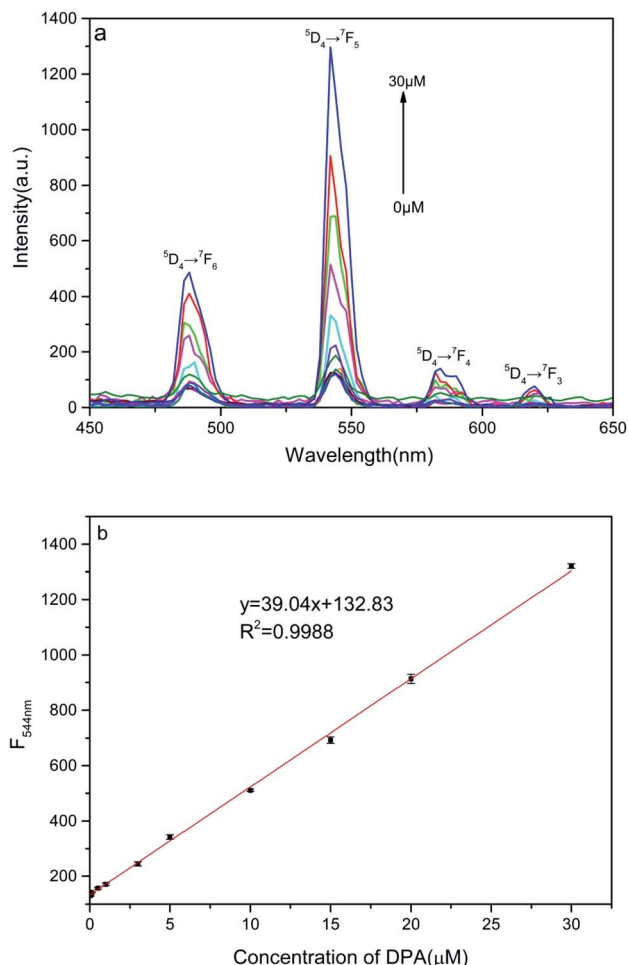 a
⁵D₄→⁷F₅
30μM
0μM
⁵D₄→⁷F₆
⁵D₄→⁷F₄
⁵D₄→⁷F₃
Intensity(a.u.)
1400
1200
1000
800
600
400
200
0
450 500 550 600 650
Wavelength(nm)
b
y=39.04x+132.83
R²=0.9988
F₅₄₄ₙₘ
1400
1200
1000
800
600
400
200
0 5 10 15 20 25 30
Concentration of DPA(μM)